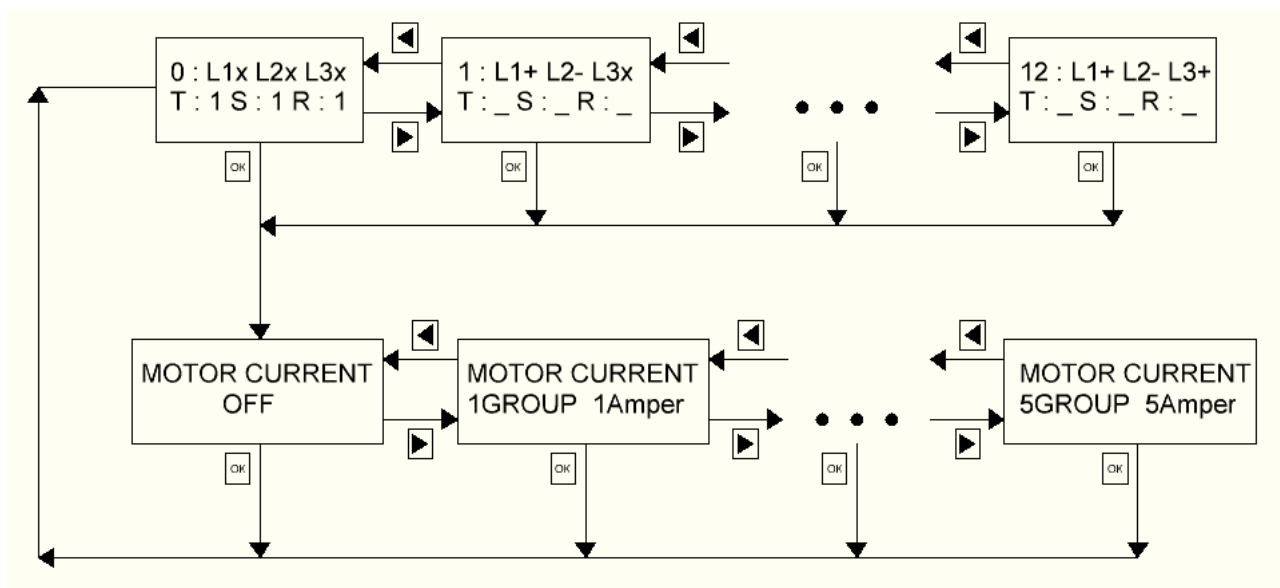 0 : L1x L2x L3x
T : 1 S : 1 R : 1
1 : L1+ L2- L3x
T : _ S : _ R : _
12 : L1+ L2- L3+
T : _ S : _ R : _
OK
OK
OK
OK
MOTOR CURRENT
OFF
MOTOR CURRENT
1GROUP 1Amper
MOTOR CURRENT
5GROUP 5Amper
OK
OK
OK
OK